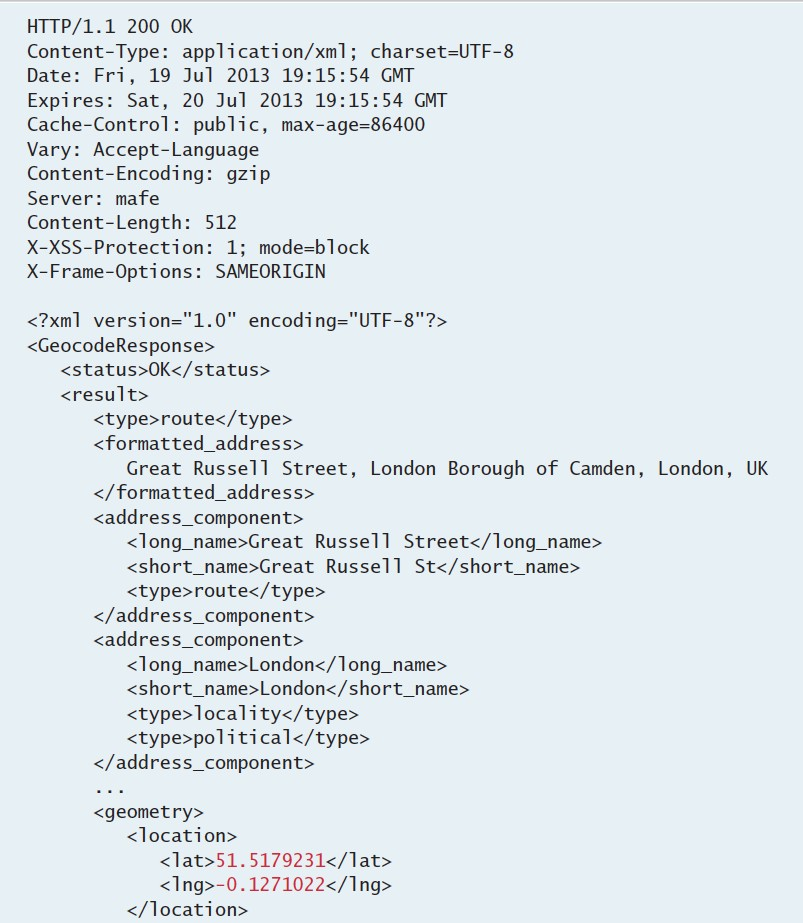 HTTP/1.1 200 OK
Content-Type: application/xml; charset=UTF-8
Date: Fri, 19 Jul 2013 19:15:54 GMT
Expires: Sat, 20 Jul 2013 19:15:54 GMT
Cache-Control: public, max-age=86400
Vary: Accept-Language
Content-Encoding: gzip
Server: mafe
Content-Length: 512
X-XSS-Protection: 1; mode=block
X-Frame-Options: SAMEORIGIN

<?xml version="1.0" encoding="UTF-8"?>
<GeocodeResponse>
   <status>OK</status>
   <result>
      <type>route</type>
      <formatted_address>
         Great Russell Street, London Borough of Camden, London, UK
      </formatted_address>
      <address_component>
         <long_name>Great Russell Street</long_name>
         <short_name>Great Russell St</short_name>
         <type>route</type>
      </address_component>
      <address_component>
         <long_name>London</long_name>
         <short_name>London</short_name>
         <type>locality</type>
         <type>political</type>
      </address_component>
      ...
      <geometry>
         <location>
            <lat>51.5179231</lat>
            <lng>-0.1271022</lng>
         </location>